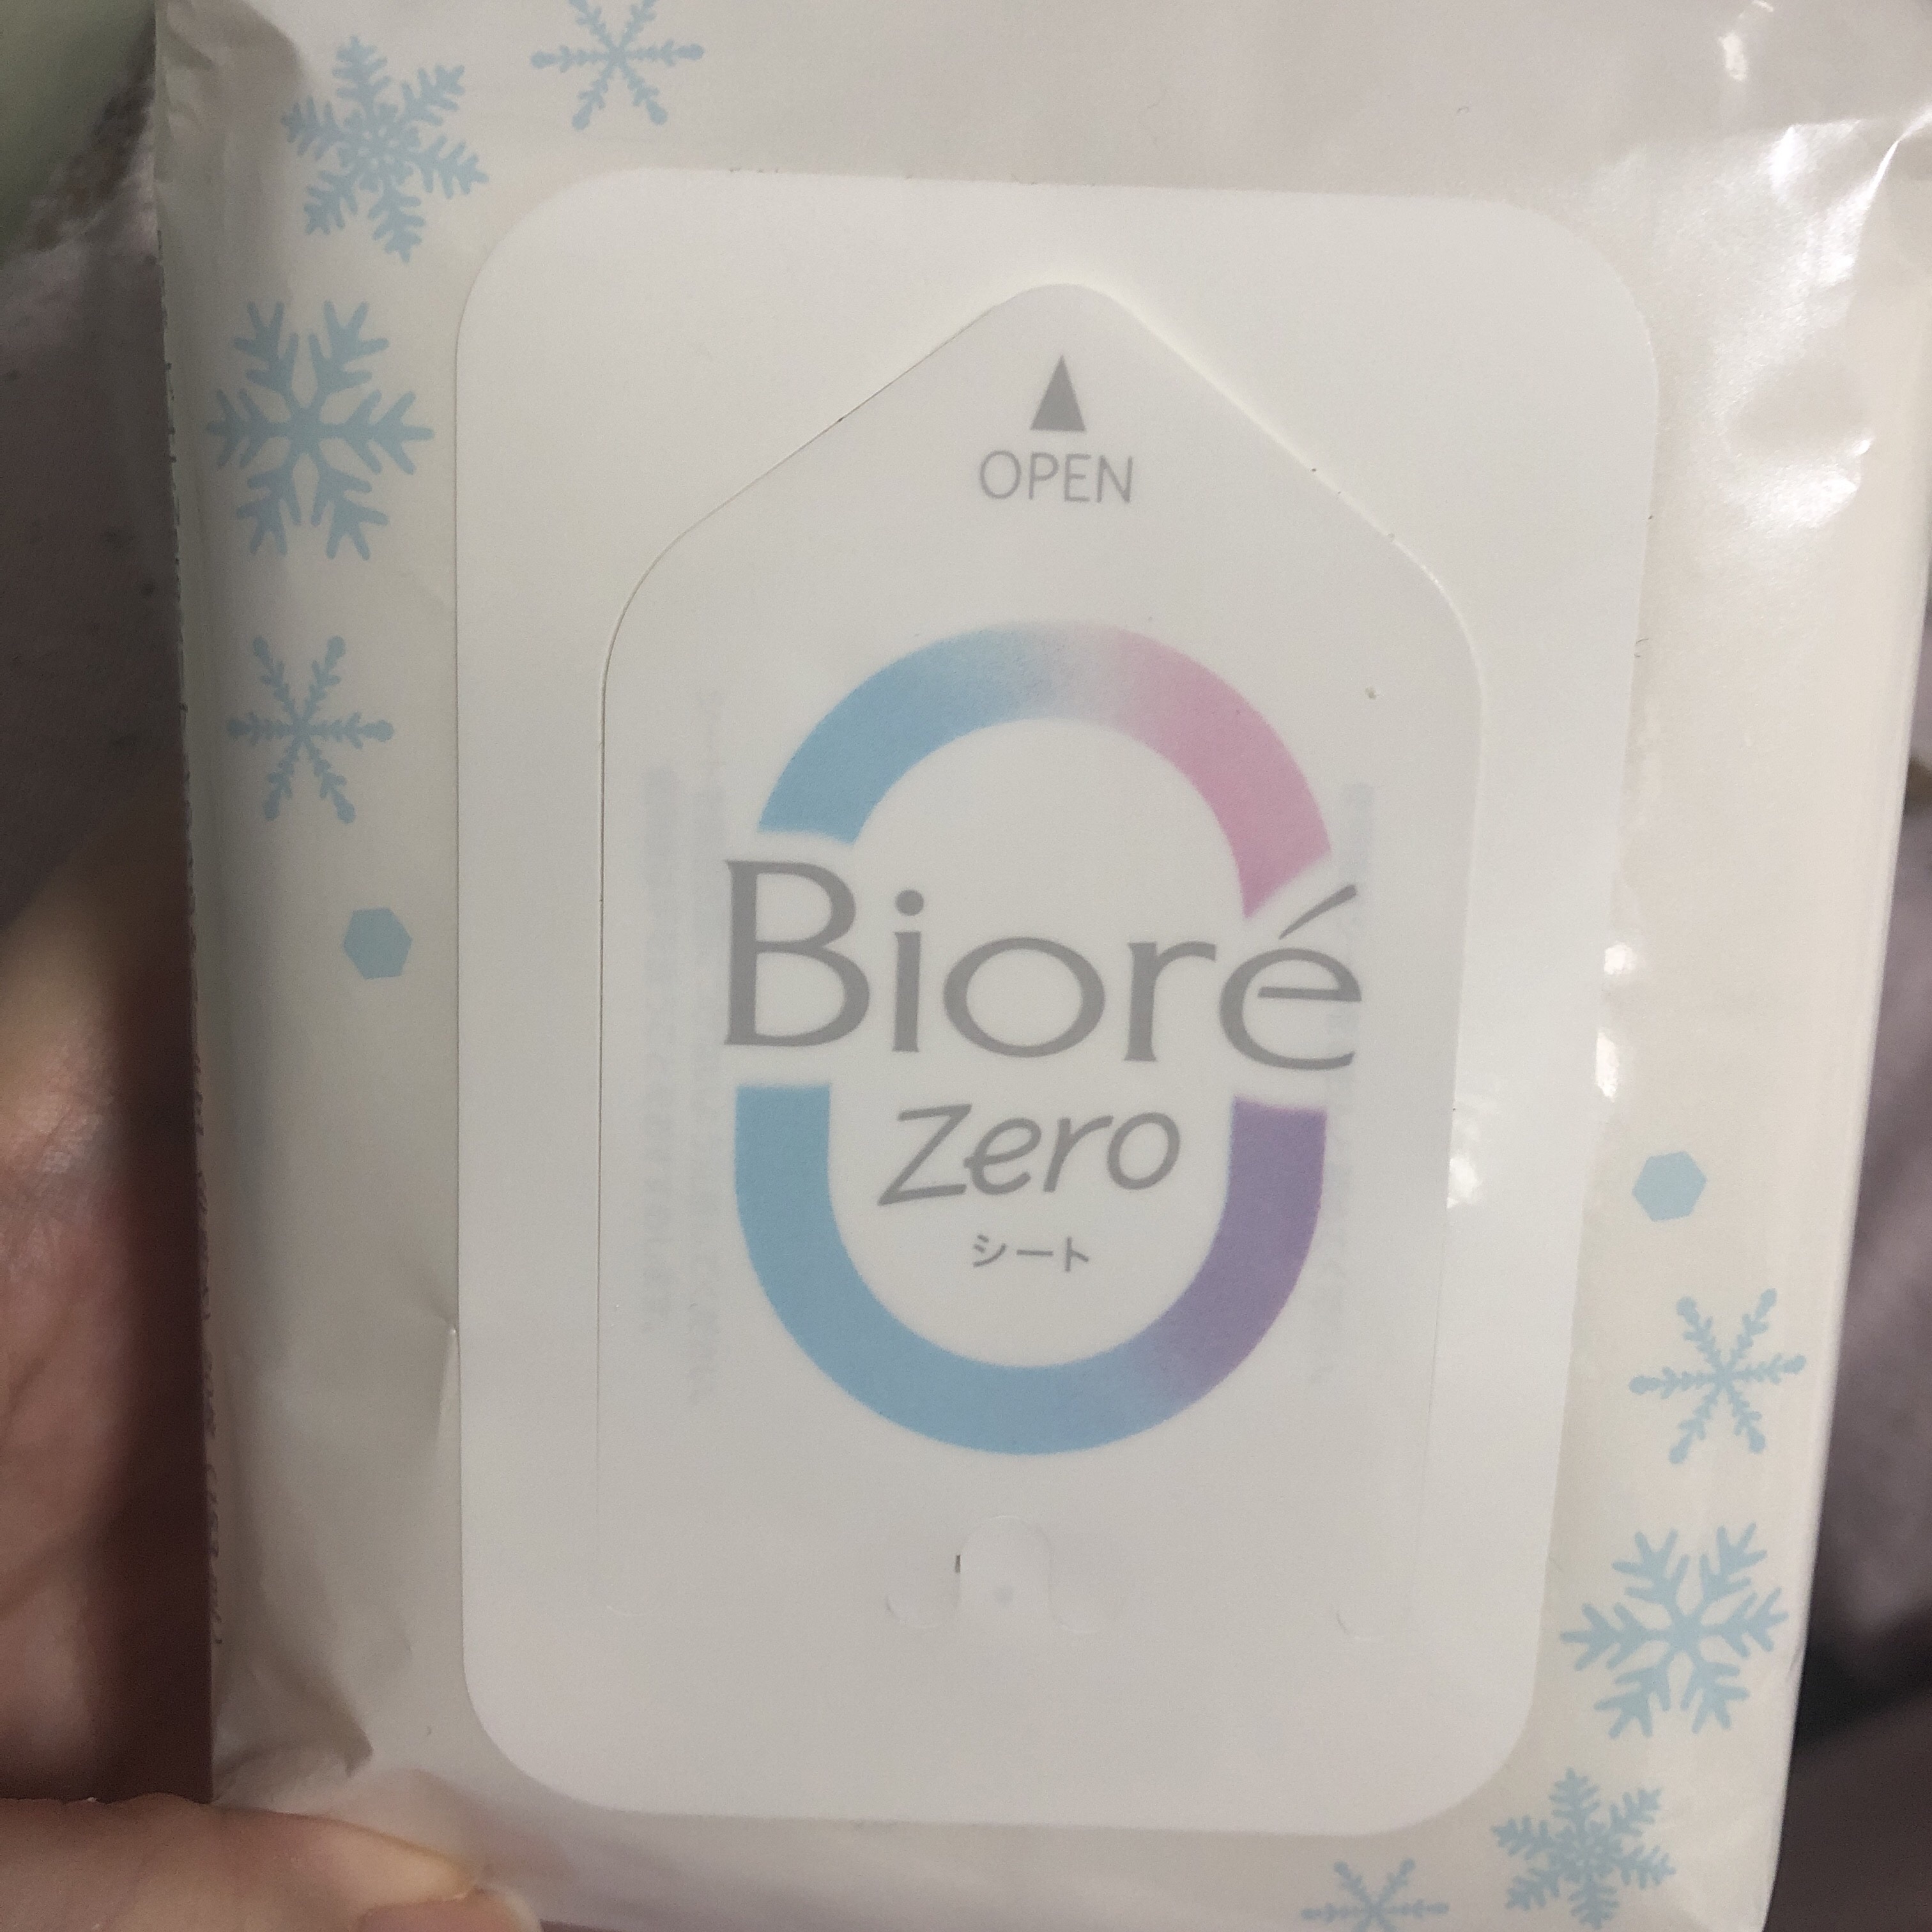 OPEN
Bioré
zero
シート